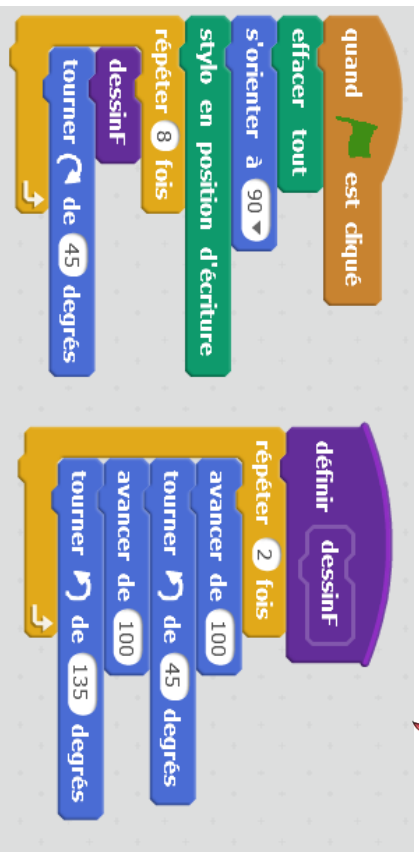 quand est cliqué
effacer tout
s'orienter à 90
stylo en position d'écriture
répéter 8 fois
dessinF
tourner de 45 degrés
définir dessinF
répéter 2 fois
avancer de 100
tourner de 45 degrés
avancer de 100
tourner de 135 degrés